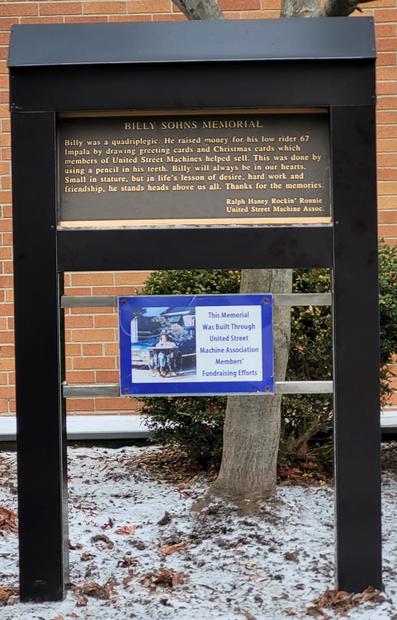 BILLY SOHNS MEMORIAL
Billy was a quadriplegic. He raised money for his low rider 67
Impala by drawing greeting cards and Christmas cards which
members of United Street Machines helped sell. This was done by
using a pencil in his teeth. Billy will always be in our hearts.
Small in stature, but in life's lesson of desire, hard work and
friendship, he stands heads above us all. Thanks for the memories.
Ralph Haney Rockin' Ronnie
United Street Machine Assoc.
This Memorial
Was Built Through
United Street
Machine Association
Members'
Fundraising Efforts